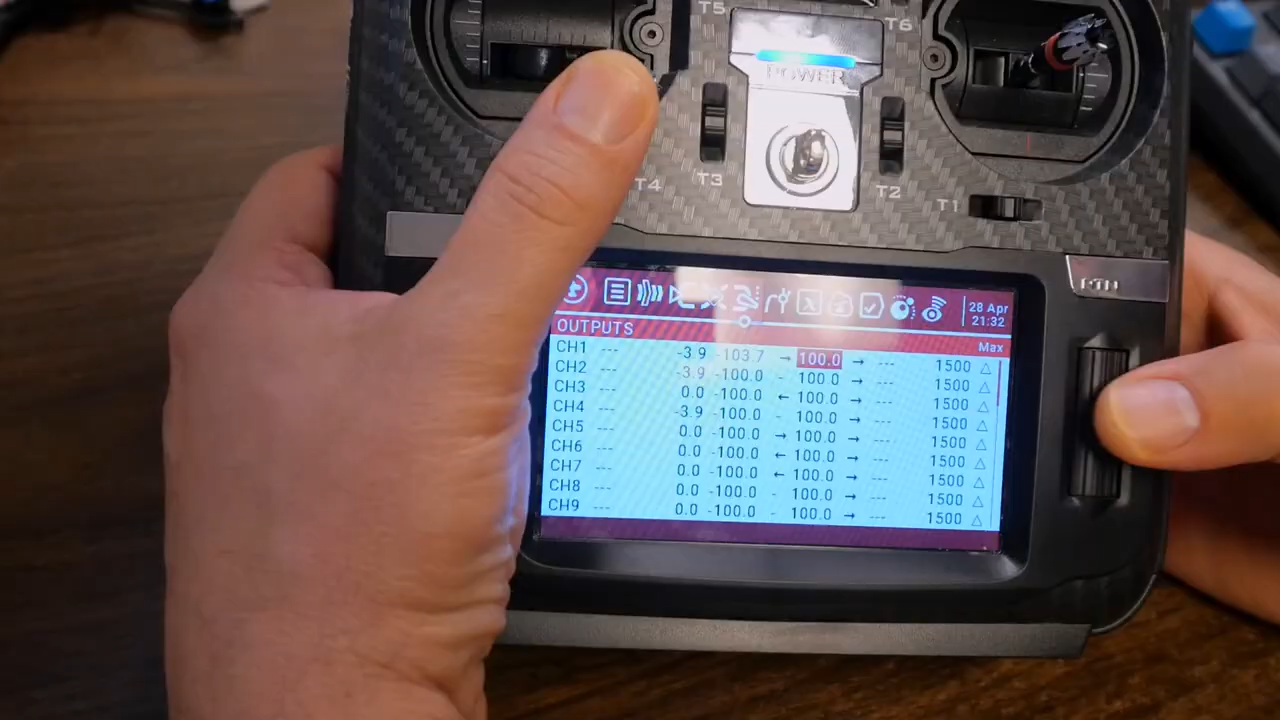 T5
T6
POWER
T4
T3
T2
T1
RTN
28 Apr
21:32
OUTPUTS
Max
CH1 --- -3.9 -103.7 → 100.0 → --- 1500 △
CH2 --- -3.9 -100.0 - 100.0 → --- 1500 △
CH3 --- 0.0 -100.0 ← 100.0 → --- 1500 △
CH4 --- -3.9 -100.0 - 100.0 → --- 1500 △
CH5 --- 0.0 -100.0 → 100.0 → --- 1500 △
CH6 --- 0.0 -100.0 ← 100.0 → --- 1500 △
CH7 --- 0.0 -100.0 ← 100.0 → --- 1500 △
CH8 --- 0.0 -100.0 - 100.0 → --- 1500 △
CH9 --- 0.0 -100.0 - 100.0 → --- 1500 △